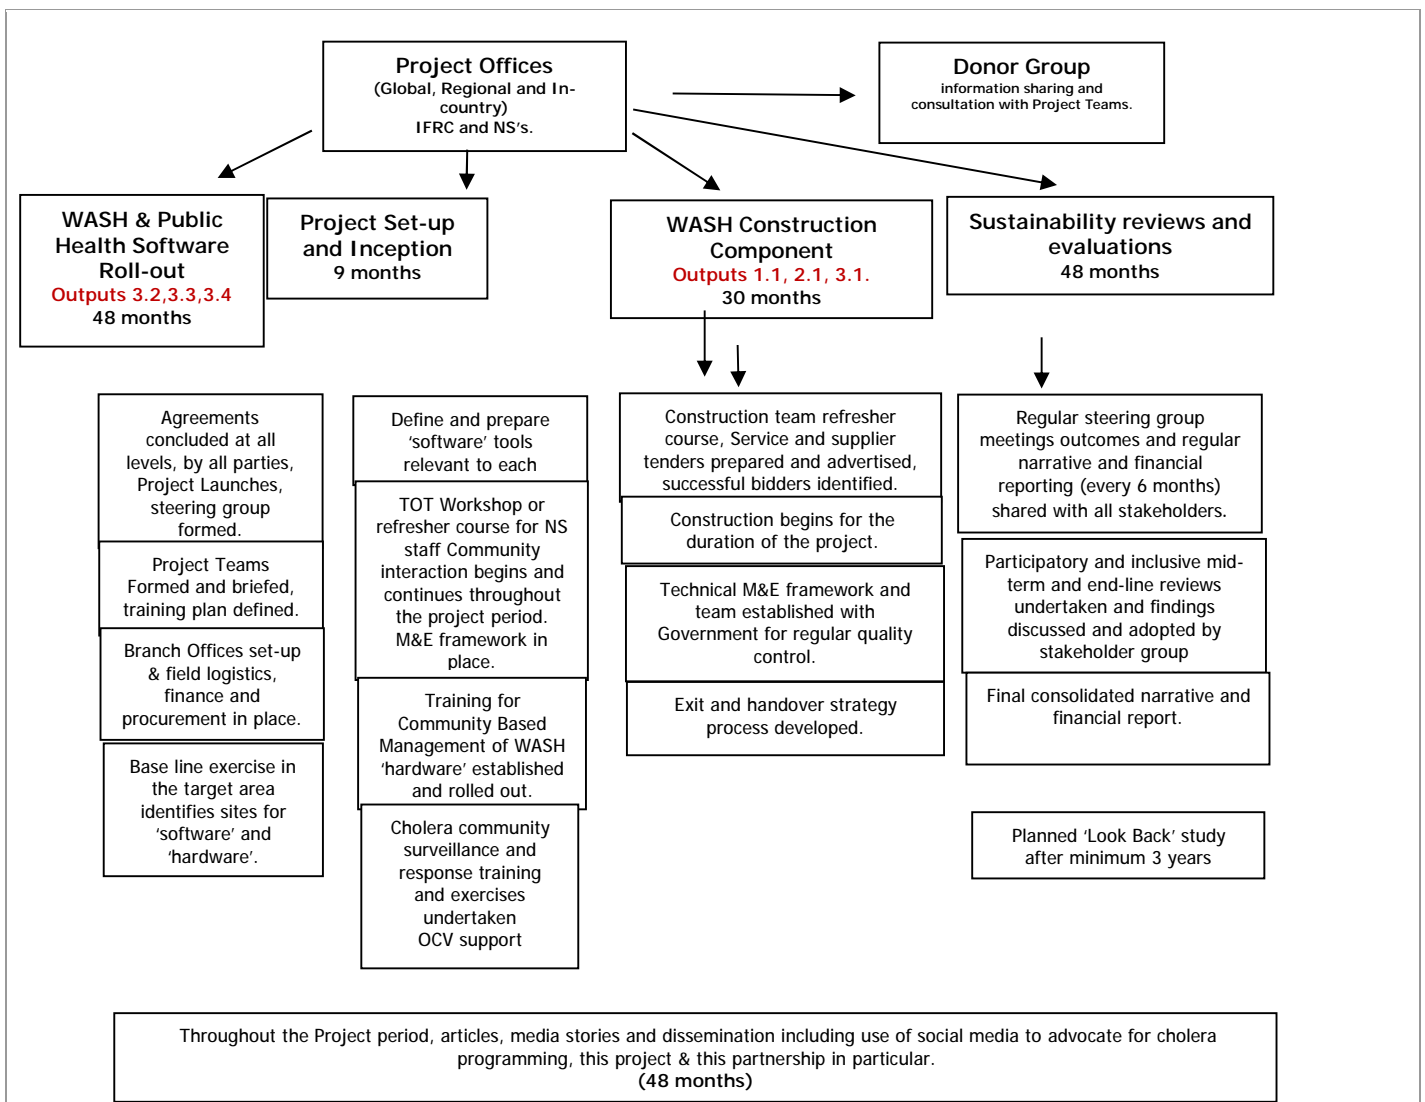 Project Offices
(Global, Regional and In-
country)
IFRC and NS's.
Donor Group
information sharing and
consultation with Project Teams.
WASH & Public
Health Software
Roll-out
Outputs 3.2,3.3,3.4
48 months
Project Set-up
and Inception
9 months
WASH Construction
Component
Outputs 1.1, 2.1, 3.1.
30 months
Sustainability reviews and
evaluations
48 months
Agreements
concluded at all
levels, by all parties,
Project Launches,
steering group
formed.
Project Teams
Formed and briefed,
training plan defined.
Branch Offices set-up
& field logistics,
finance and
procurement in place.
Base line exercise in
the target area
identifies sites for
‘software’ and
‘hardware’.
Define and prepare
‘software’ tools
relevant to each
TOT Workshop or
refresher course for NS
staff Community
interaction begins and
continues throughout
the project period.
M&E framework in
place.
Training for
Community Based
Management of WASH
‘hardware’ established
and rolled out.
Cholera community
surveillance and
response training
and exercises
undertaken
OCV support
Construction team refresher
course, Service and supplier
tenders prepared and advertised,
successful bidders identified.
Construction begins for the
duration of the project.
Technical M&E framework and
team established with
Government for regular quality
control.
Exit and handover strategy
process developed.
Regular steering group
meetings outcomes and regular
narrative and financial
reporting (every 6 months)
shared with all stakeholders.
Participatory and inclusive mid-
term and end-line reviews
undertaken and findings
discussed and adopted by
stakeholder group
Final consolidated narrative and
financial report.
Planned ‘Look Back’ study
after minimum 3 years
Throughout the Project period, articles, media stories and dissemination including use of social media to advocate for cholera
programming, this project & this partnership in particular.
(48 months)